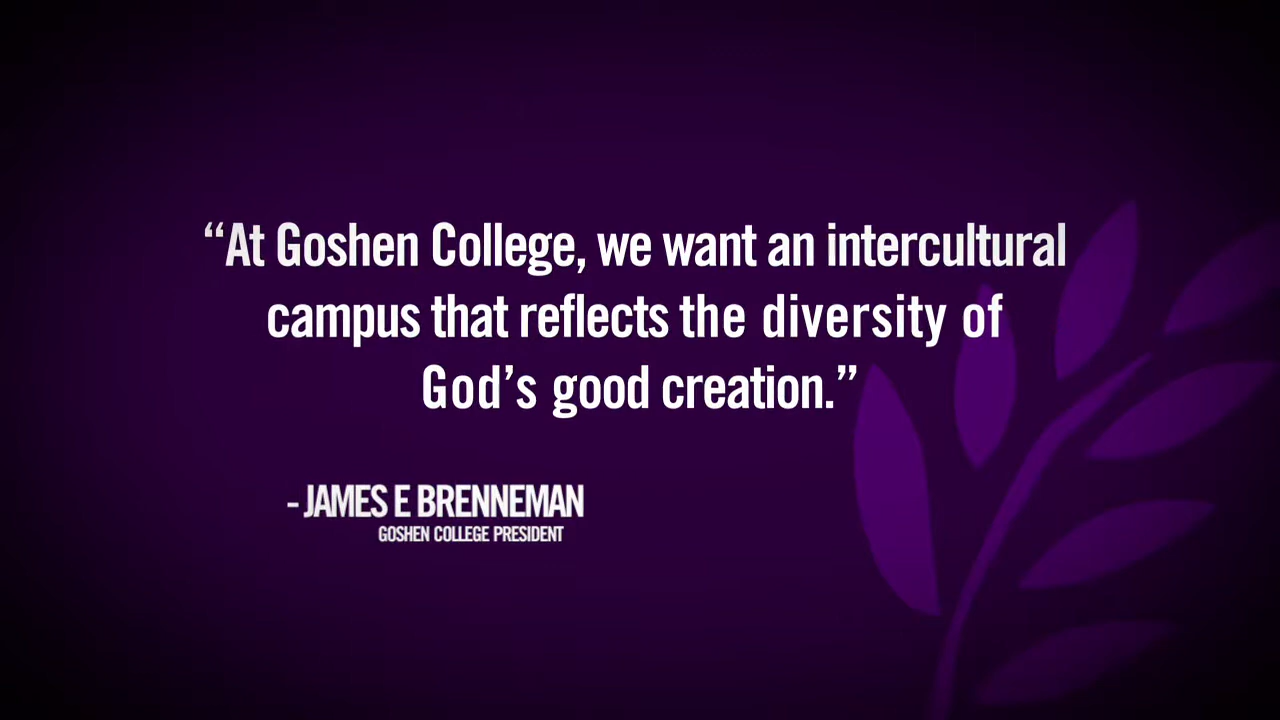 “At Goshen College, we want an intercultural
campus that reflects the diversity of
God’s good creation.”
- JAMES E BRENNEMAN
GOSHEN COLLEGE PRESIDENT